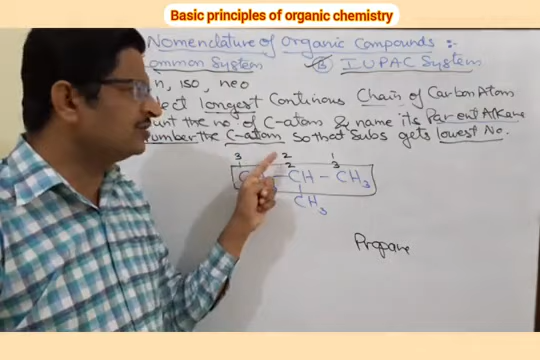 Basic principles of organic chemistry
Nomenclature of Organic Compounds :-
ommon System (B) IUPAC System
n, iso, neo
lect longest Continous Chain of Carbon Atom
unt the no of C-atom & name its Parent Alkane
umber the C-atom so that Subs gets lowest No.
3 2 1
2 3
C - CH - CH3
CH3
Propane